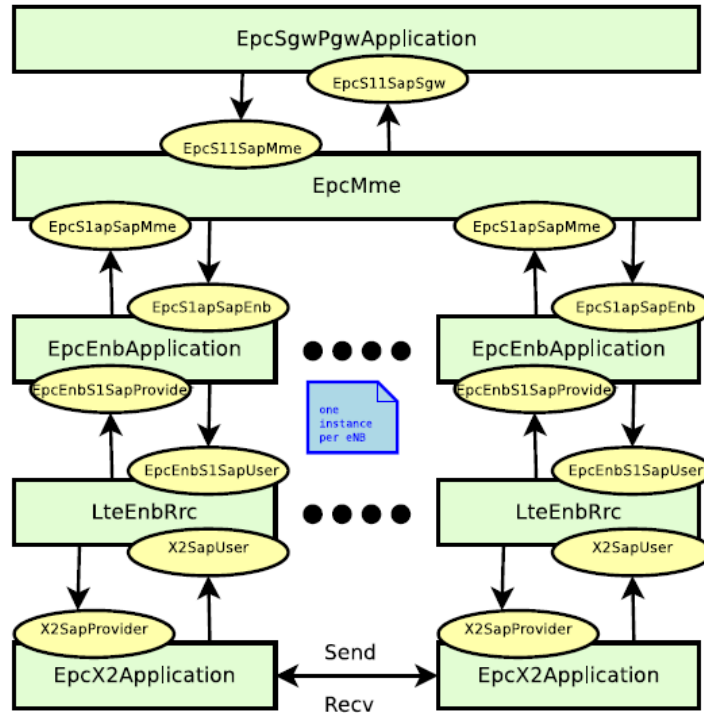 EpcSgwPgwApplication
EpcS11SapSgw
EpcS11SapMme
EpcMme
EpcS1apSapMme
EpcS1apSapMme
EpcS1apSapEnb
EpcS1apSapEnb
EpcEnbApplication
EpcEnbApplication
EpcEnbS1SapProvide
EpcEnbS1SapProvide
one
instance
per eNB
EpcEnbS1SapUser
EpcEnbS1SapUser
LteEnbRrc
LteEnbRrc
X2SapUser
X2SapUser
X2SapProvider
X2SapProvider
EpcX2Application
Send
EpcX2Application
Recv